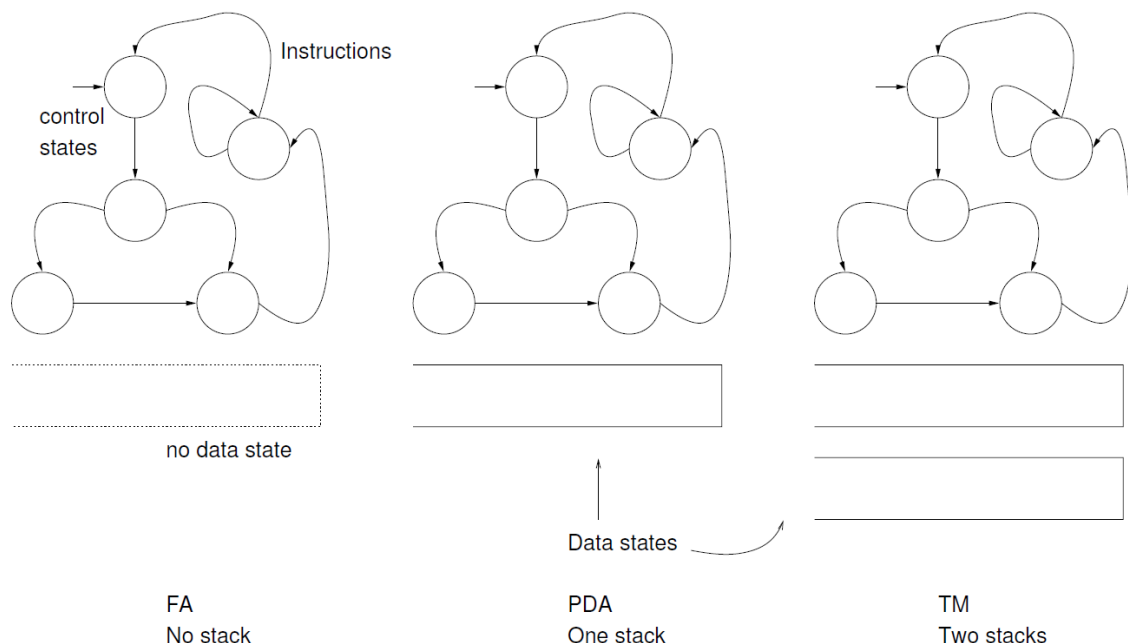 Instructions
control
states
no data state
Data states
FA
No stack
PDA
One stack
TM
Two stacks